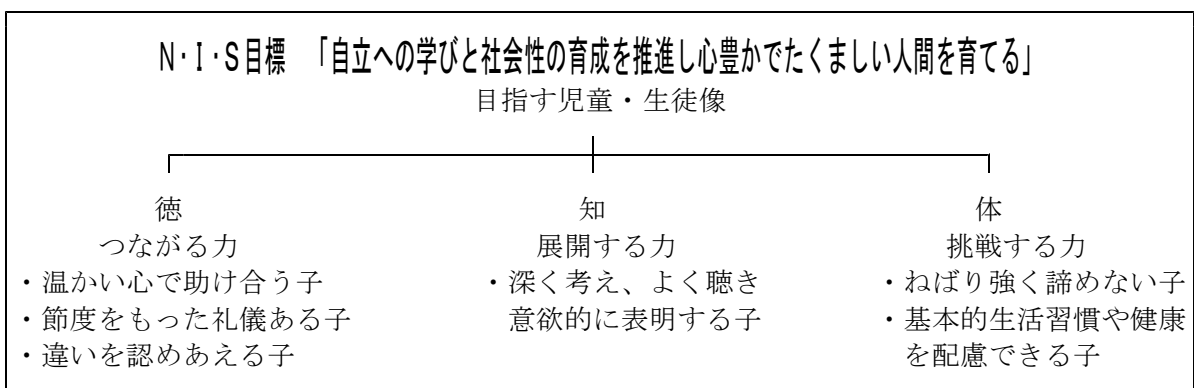 N・I・S目標 「自立への学びと社会性の育成を推進し心豊かでたくましい人間を育てる」
目指す児童・生徒像
徳
つながる力
・温かい心で助け合う子
・節度をもった礼儀ある子
・違いを認めあえる子
知
展開する力
・深く考え、よく聴き
意欲的に表明する子
体
挑戦する力
・ねばり強く諦めない子
・基本的生活習慣や健康
を配慮できる子